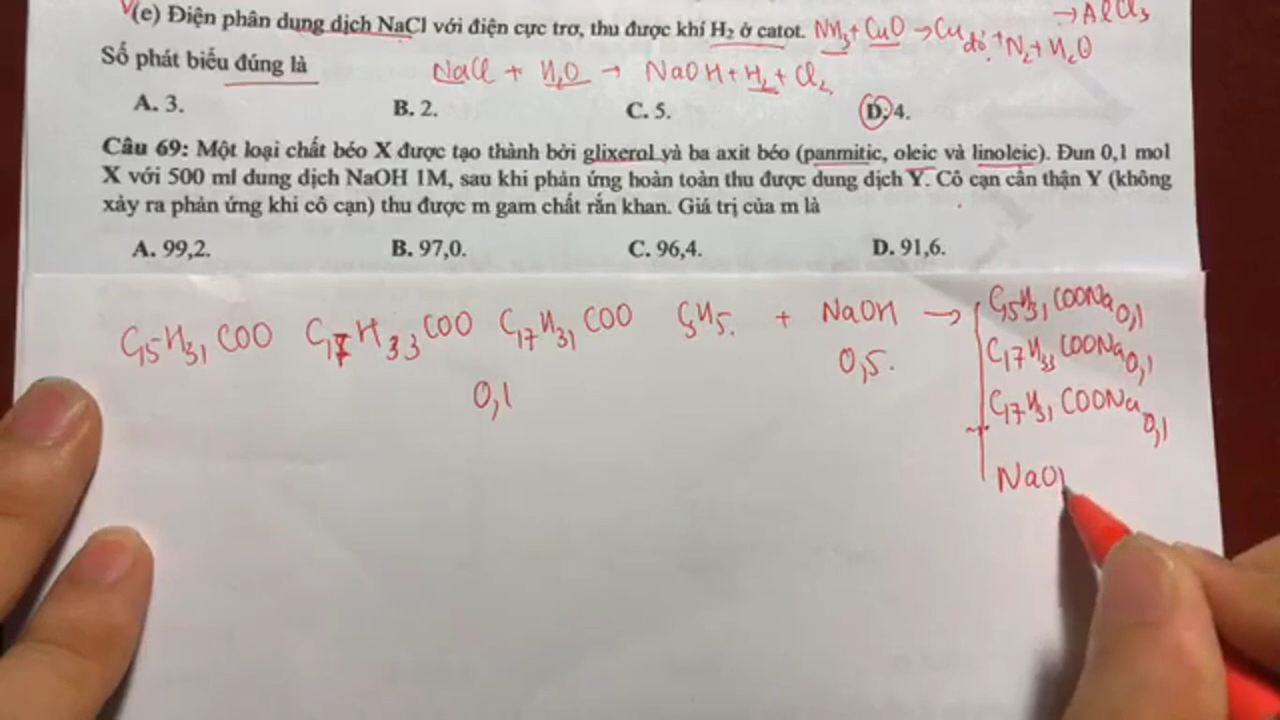 (e) Điện phân dung dịch NaCl với điện cực trơ, thu được khí H₂ ở catot. NH₃ + CuO → Cu đỏ + N₂ + H₂O
→ AlCl₃
Số phát biểu đúng là
NaCl + H₂O → NaOH + H₂ + Cl₂
A. 3. B. 2. C. 5. D. 4.
Câu 69: Một loại chất béo X được tạo thành bởi glixerol và ba axit béo (panmitic, oleic và linoleic). Đun 0,1 mol
X với 500 ml dung dịch NaOH 1M, sau khi phản ứng hoàn toàn thu được dung dịch Y. Cô cạn cẩn thận Y (không
xảy ra phản ứng khi cô cạn) thu được m gam chất rắn khan. Giá trị của m là
A. 99,2. B. 97,0. C. 96,4. D. 91,6.
C₁₅H₃₁COO C₁₇H₃₃COO C₁₇H₃₁COO C₃H₅. + NaOH →
0,1 0,5.
C₁₅H₃₁COONa 0,1
C₁₇H₃₃COONa 0,1
C₁₇H₃₁COONa 0,1
NaO